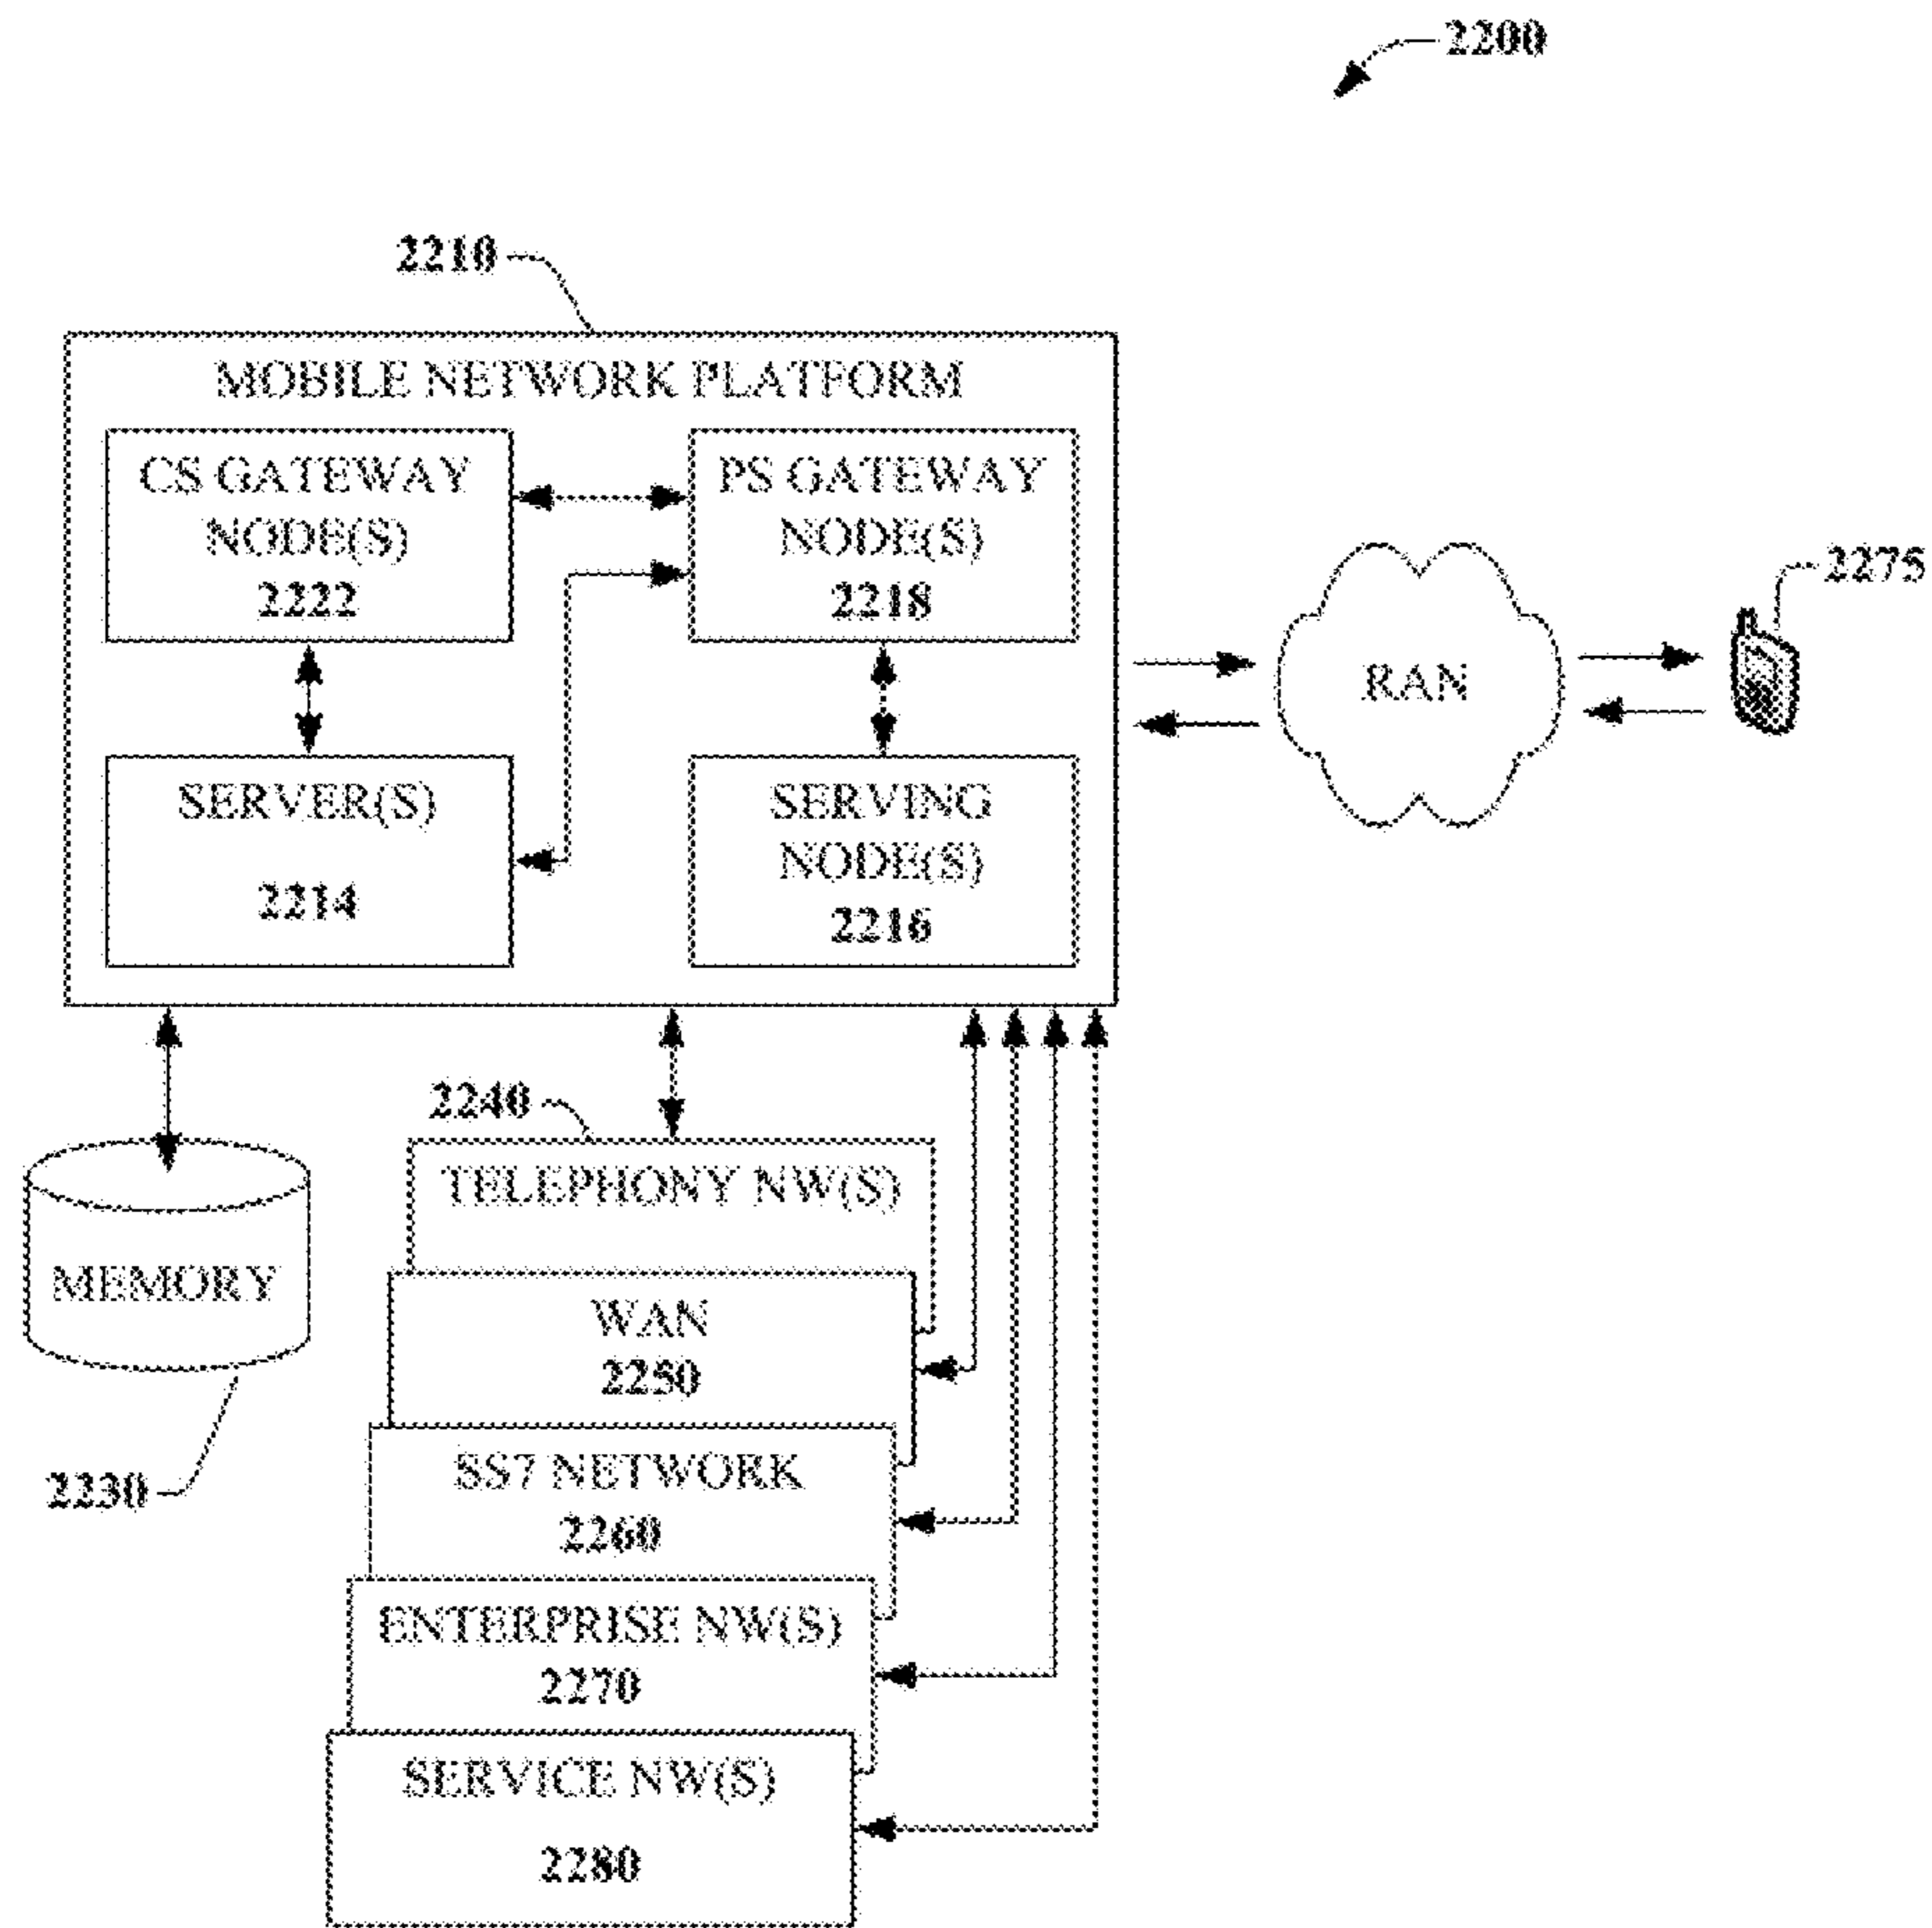 2200
2210
MOBILE NETWORK PLATFORM
CS GATEWAY
NODE(S)
2222
PS GATEWAY
NODE(S)
2218
2275
RAN
SERVER(S)
2214
SERVING
NODE(S)
2216
2240
TELEPHONY NW(S)
MEMORY
WAN
2250
2230
SS7 NETWORK
2260
ENTERPRISE NW(S)
2270
SERVICE NW(S)
2280